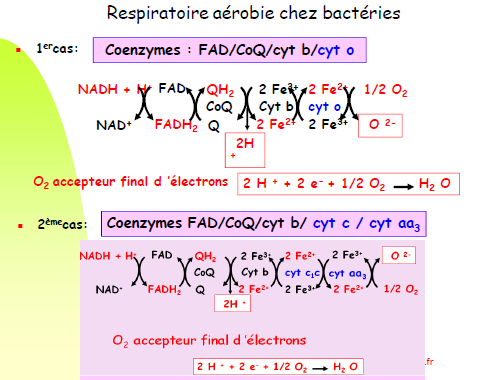 Respiratoire aérobie chez bactéries
1ercas: Coenzymes : FAD/CoQ/cyt b/cyt o
NADH + H+ FAD QH2 2 Fe3+ 2 Fe2+ 1/2 O2
CoQ Cyt b cyt o
NAD+ FADH2 Q 2 Fe2+ 2 Fe3+ O 2-
2H
+
O2 accepteur final d 'électrons 2 H + + 2 e- + 1/2 O2 → H2 O
2èmecas: Coenzymes FAD/CoQ/cyt b/ cyt c / cyt aa3
NADH + H+ FAD QH2 2 Fe3+ 2 Fe2+ 2 Fe3+ O 2-
CoQ Cyt b cyt c1c cyt aa3
NAD+ FADH2 Q 2 Fe2+ 2 Fe3+ 2 Fe2+ 1/2 O2
2H +
O2 accepteur final d 'électrons
2 H + + 2 e- + 1/2 O2 → H2 O
.fr